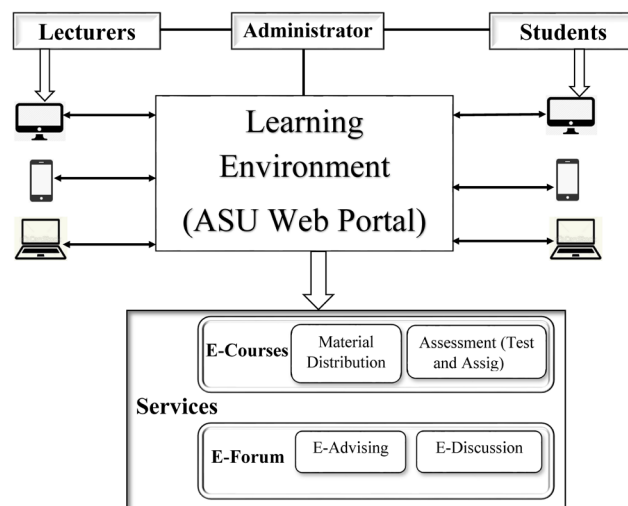 Lecturers
Administrator
Students
Learning
Environment
(ASU Web Portal)
E-Courses
Material
Distribution
Assessment (Test
and Assig)
Services
E-Forum
E-Advising
E-Discussion